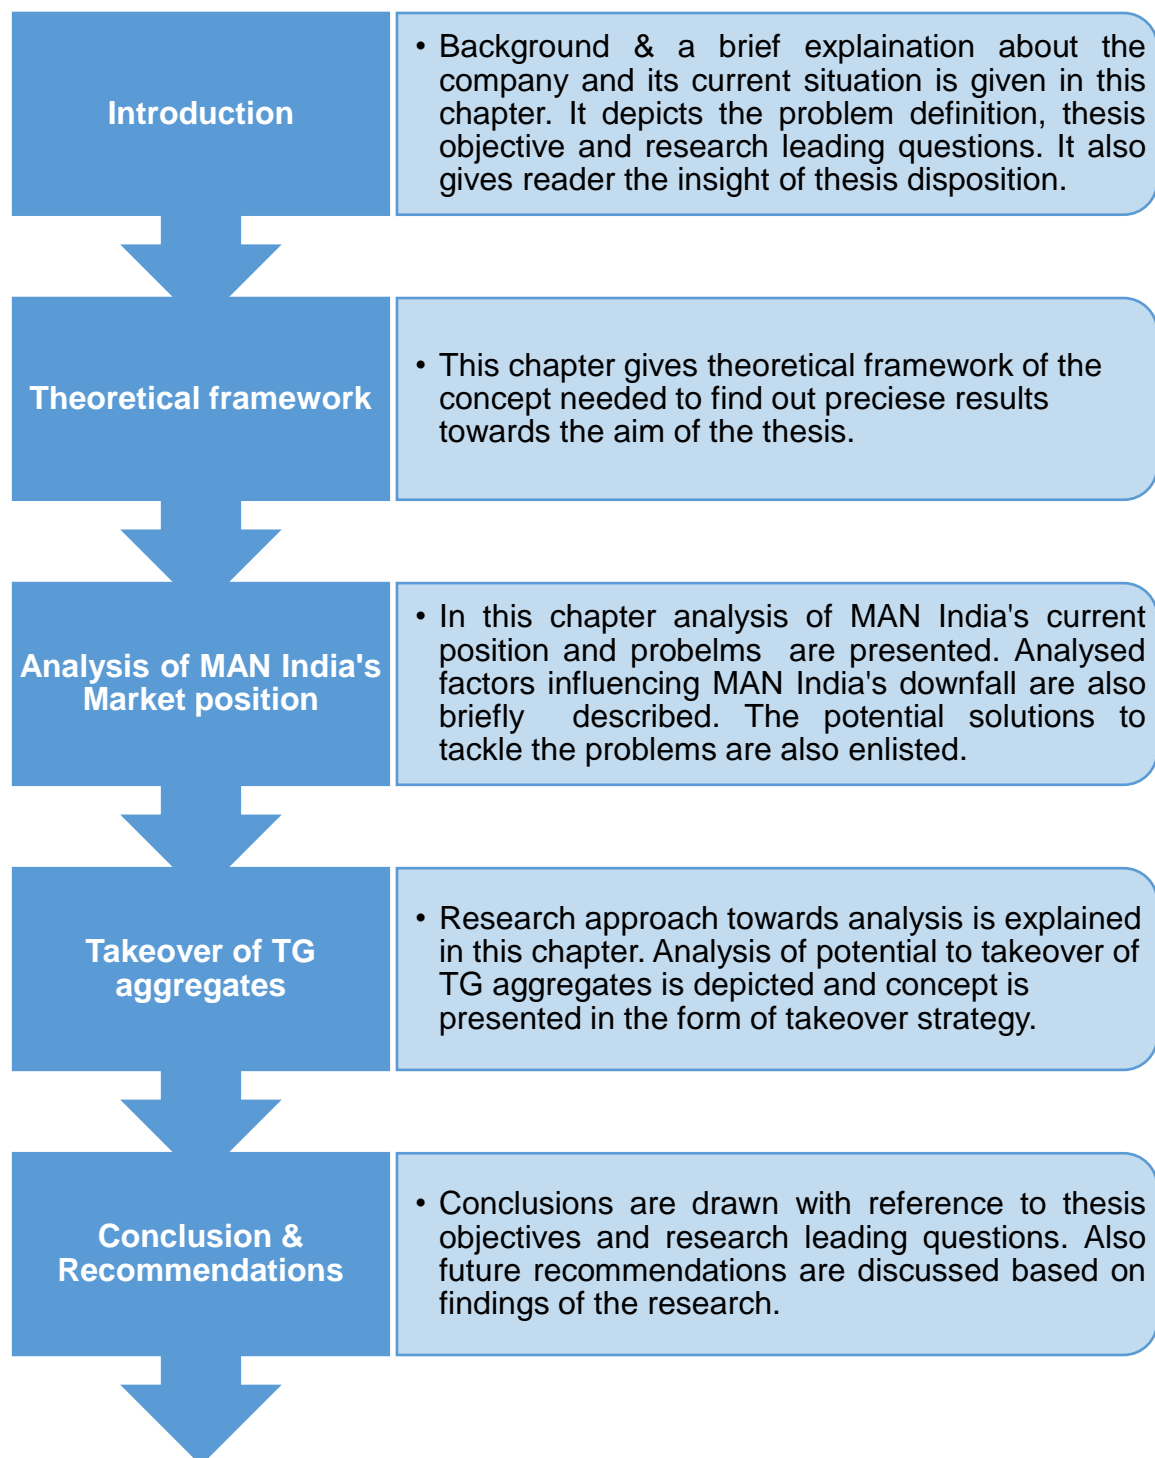 Introduction
• Background & a brief explaination about the
company and its current situation is given in this
chapter. It depicts the problem definition, thesis
objective and research leading questions. It also
gives reader the insight of thesis disposition.
Theoretical framework
• This chapter gives theoretical framework of the
concept needed to find out preciese results
towards the aim of the thesis.
Analysis of MAN India's
Market position
• In this chapter analysis of MAN India's current
position and probelms are presented. Analysed
factors influencing MAN India's downfall are also
briefly described. The potential solutions to
tackle the problems are also enlisted.
Takeover of TG
aggregates
• Research approach towards analysis is explained
in this chapter. Analysis of potential to takeover of
TG aggregates is depicted and concept is
presented in the form of takeover strategy.
Conclusion &
Recommendations
• Conclusions are drawn with reference to thesis
objectives and research leading questions. Also
future recommendations are discussed based on
findings of the research.